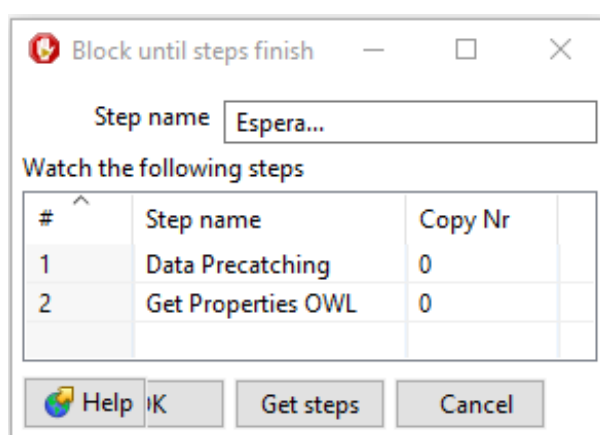 Block until steps finish
Step name Espera...
Watch the following steps
# Step name Copy Nr
1 Data Precatching 0
2 Get Properties OWL 0
Help K Get steps Cancel